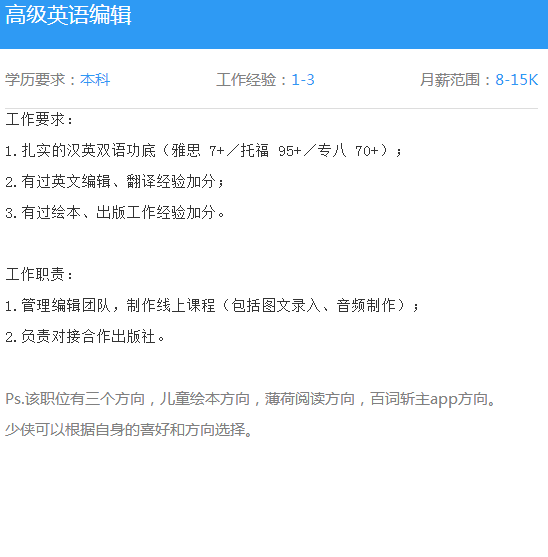 高级英语编辑
学历要求：本科 工作经验：1-3 月薪范围：8-15K
工作要求：
1.扎实的汉英双语功底（雅思 7+／托福 95+／专八 70+）；
2.有过英文编辑、翻译经验加分；
3.有过绘本、出版工作经验加分。
工作职责：
1.管理编辑团队，制作线上课程（包括图文录入、音频制作）；
2.负责对接合作出版社。
Ps.该职位有三个方向，儿童绘本方向，薄荷阅读方向，百词斩主app方向。
少侠可以根据自身的喜好和方向选择。